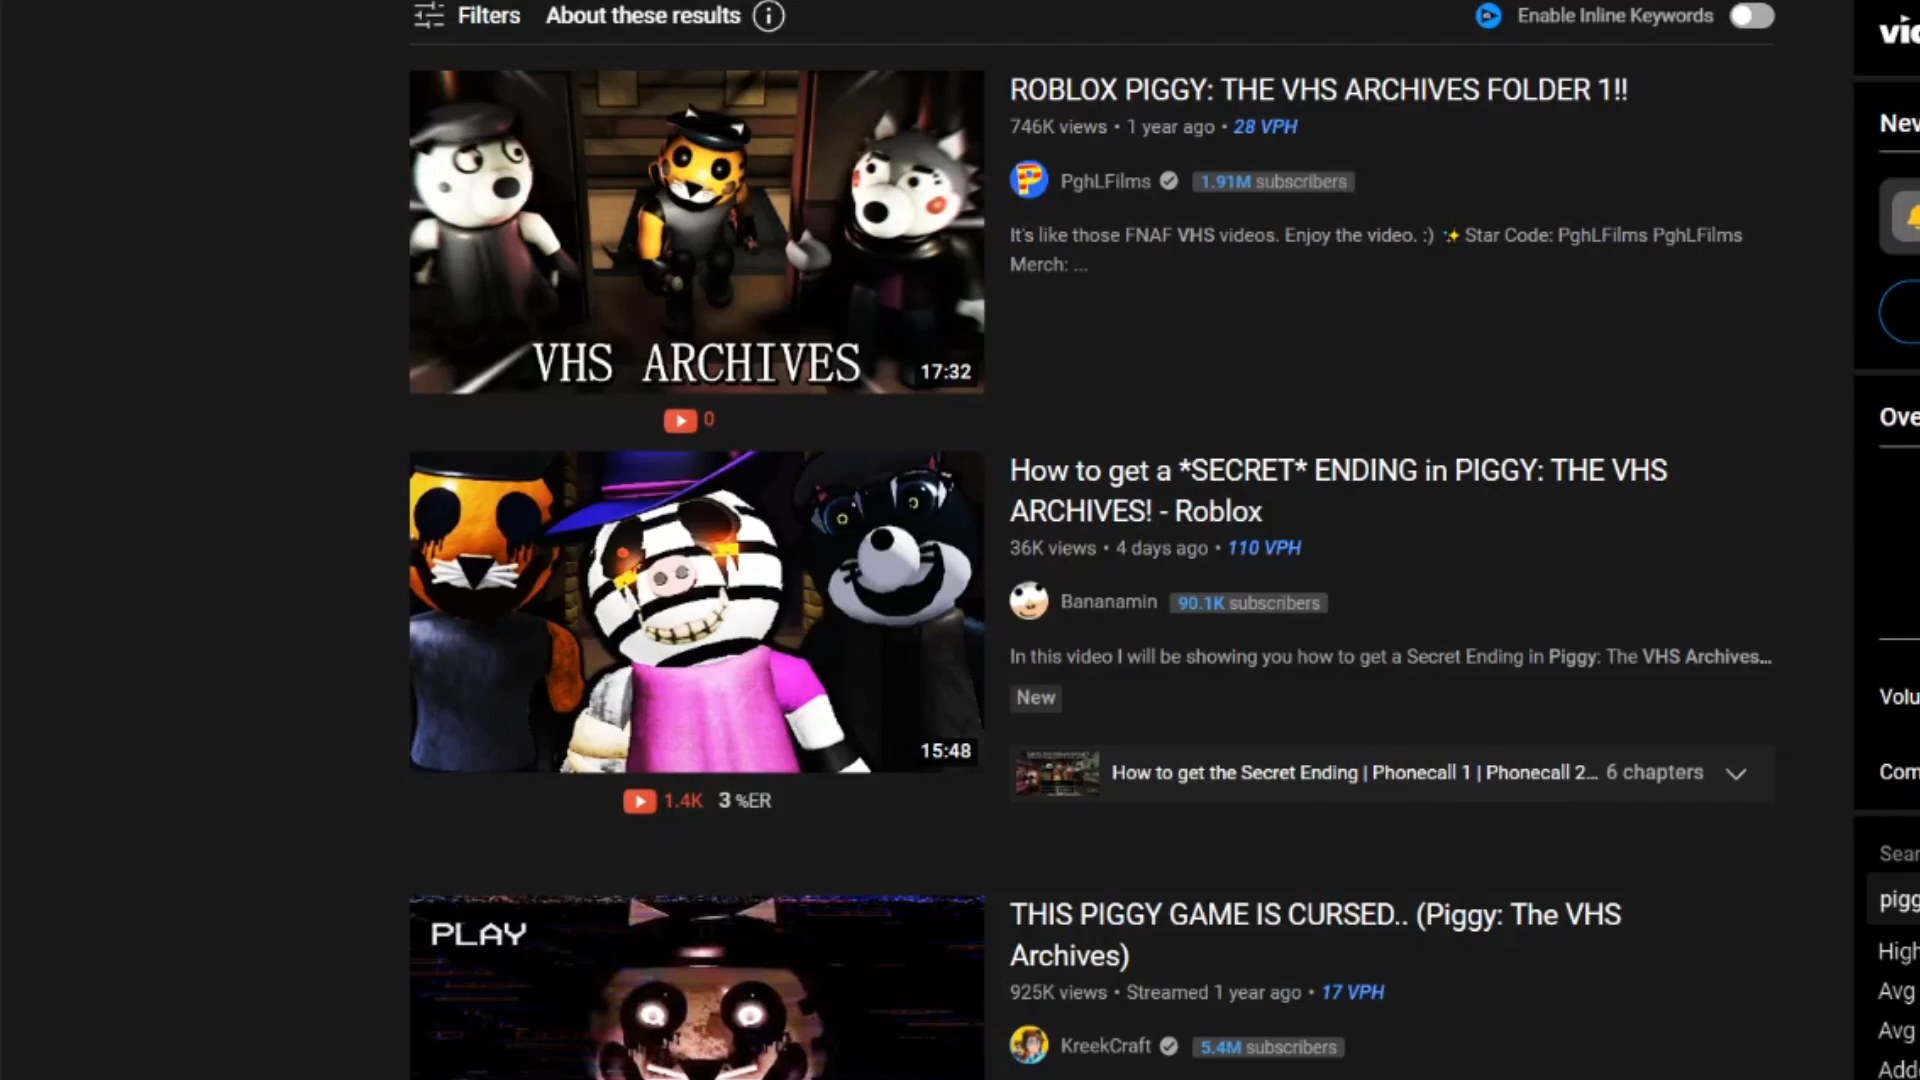 Filters About these results
Enable Inline Keywords
VHS ARCHIVES
17:32
0
ROBLOX PIGGY: THE VHS ARCHIVES FOLDER 1!!
746K views • 1 year ago • 28 VPH
PghLFilms 1.91M subscribers
It's like those FNAF VHS videos. Enjoy the video. :) ✨ Star Code: PghLFilms PghLFilms
Merch: ...
15:48
1.4K 3 %ER
How to get a *SECRET* ENDING in PIGGY: THE VHS
ARCHIVES! - Roblox
36K views • 4 days ago • 110 VPH
Bananamin 90.1K subscribers
In this video I will be showing you how to get a Secret Ending in Piggy: The VHS Archives...
New
How to get the Secret Ending | Phonecall 1 | Phonecall 2... 6 chapters
PLAY
THIS PIGGY GAME IS CURSED.. (Piggy: The VHS
Archives)
925K views • Streamed 1 year ago • 17 VPH
KreekCraft 5.4M subscribers
Avg
Avg